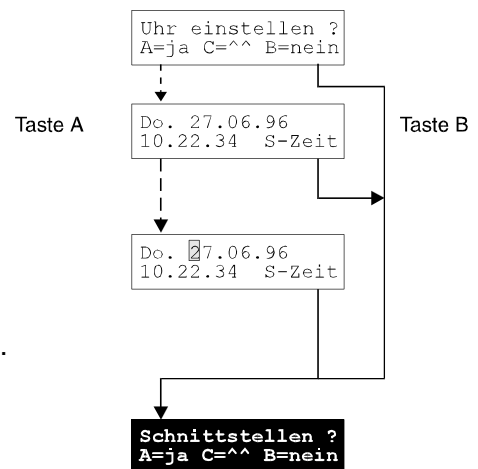 Uhr einstellen ?
A=ja C=^^ B=nein
Taste A
Do. 27.06.96
10.22.34 S-Zeit
Taste B
Do. 27.06.96
10.22.34 S-Zeit
.
Schnittstellen ?
A=ja C=^^ B=nein